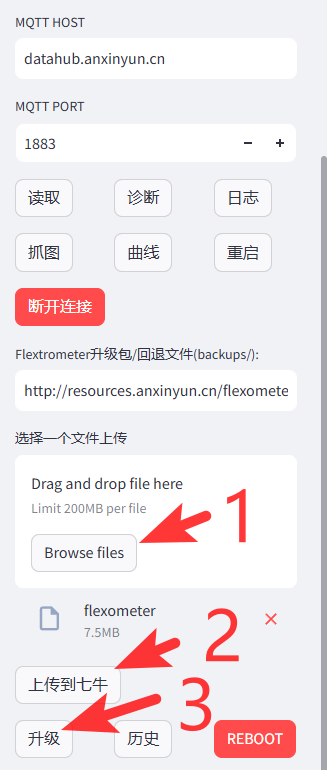 MQTT HOST
datahub.anxinyun.cn
MQTT PORT
1883
读取 诊断 日志
抓图 曲线 重启
断开连接
Flextrometer升级包/回退文件(backups/):
http://resources.anxinyun.cn/flexomete
选择一个文件上传
Drag and drop file here
Limit 200MB per file
1
Browse files
flexometer
7.5MB
2
上传到七牛
3
升级 历史 REBOOT